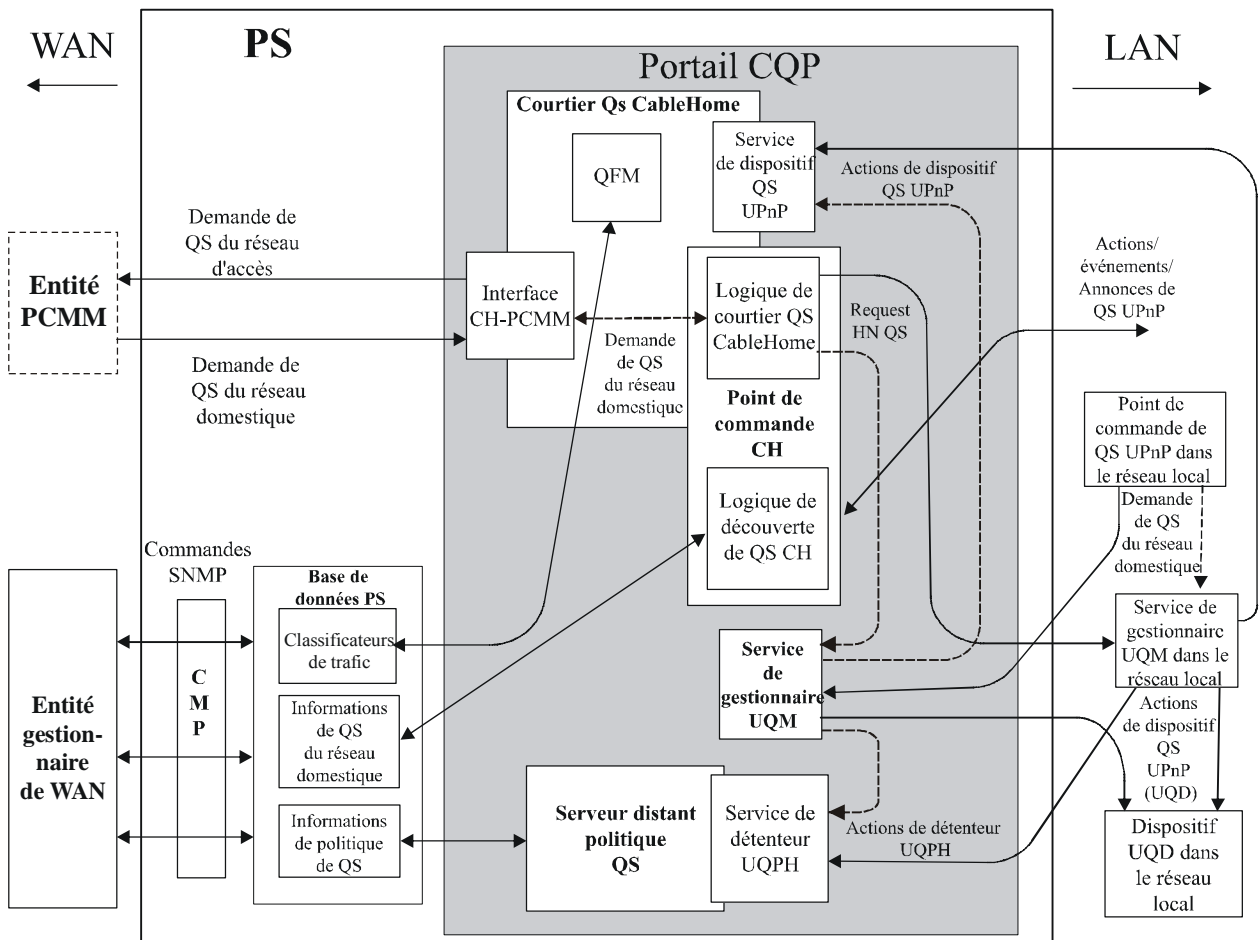 WAN
PS
LAN
Portail CQP
Courtier Qs CableHome
QFM
Service
de dispositif
QS
UPnP
Actions de dispositif
QS UPnP
Demande de
QS du réseau
d'accès
Entité
PCMM
Interface
CH-PCMM
Logique de
courtier QS
CableHome
Request
HN QS
Actions/
événements/
Annonces de
QS UPnP
Demande
de QS
du réseau
domestique
Demande de
QS du réseau
domestique
Point de
commande
CH
Point de
commande de
QS UPnP dans
le réseau local
Logique de
découverte
de QS CH
Demande
de QS
du réseau
domestique
Commandes
SNMP
Base de
données PS
Classificateurs
de trafic
Service de
gestionnaire
UQM dans le
réseau local
C
M
P
Service
de
gestionnaire
UQM
Entité
gestion-
naire
de WAN
Informations
de QS
du réseau
domestique
Actions
de dispositif
QS
UPnP
(UQD)
Informations
de politique
de QS
Serveur distant
politique
QS
Service de
détenteur
UQPH
Actions de détenteur
UQPH
Dispositif
UQD dans
le réseau
local